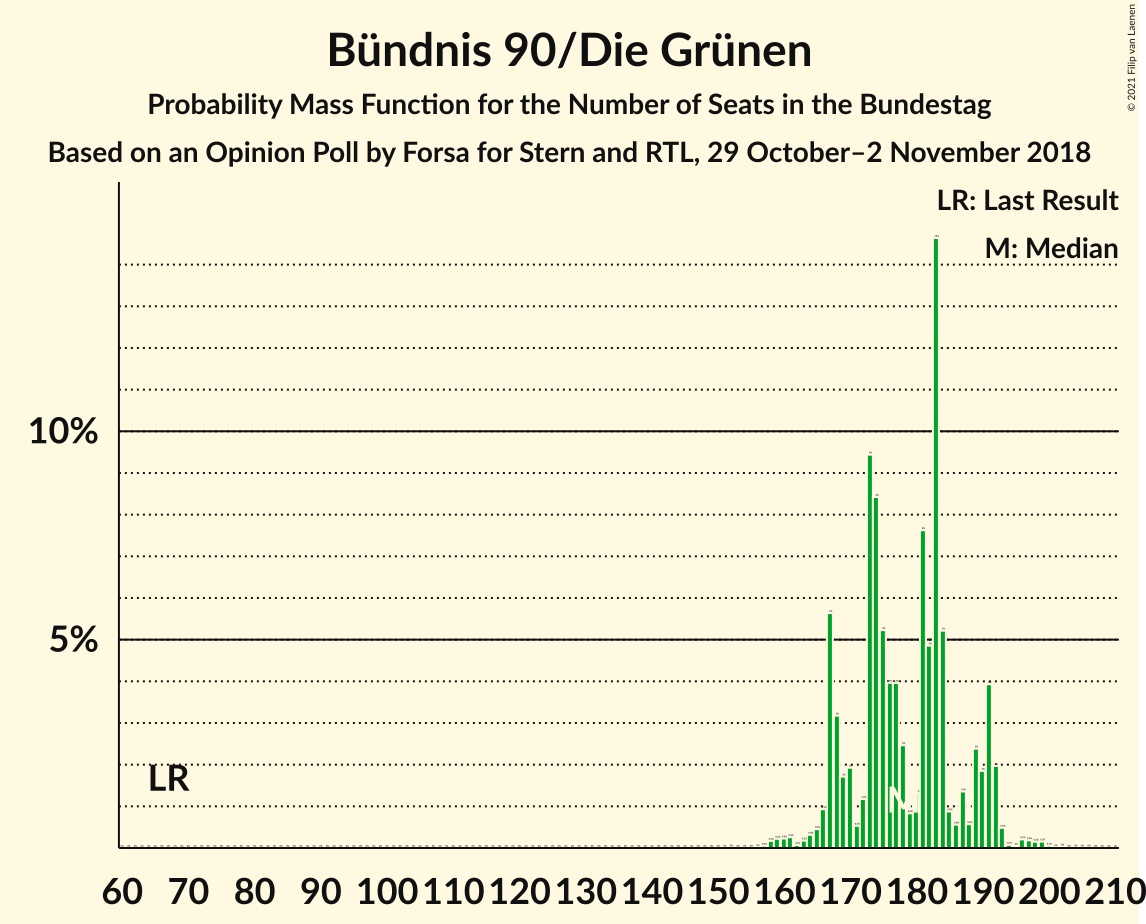 Bündnis 90/Die Grünen
Probability Mass Function for the Number of Seats in the Bundestag
Based on an Opinion Poll by Forsa for Stern and RTL, 29 October–2 November 2018
© 2021 Filip van Laenen
LR: Last Result
M: Median
10%
5%
LR
M
60 70 80 90 100 110 120 130 140 150 160 170 180 190 200 210